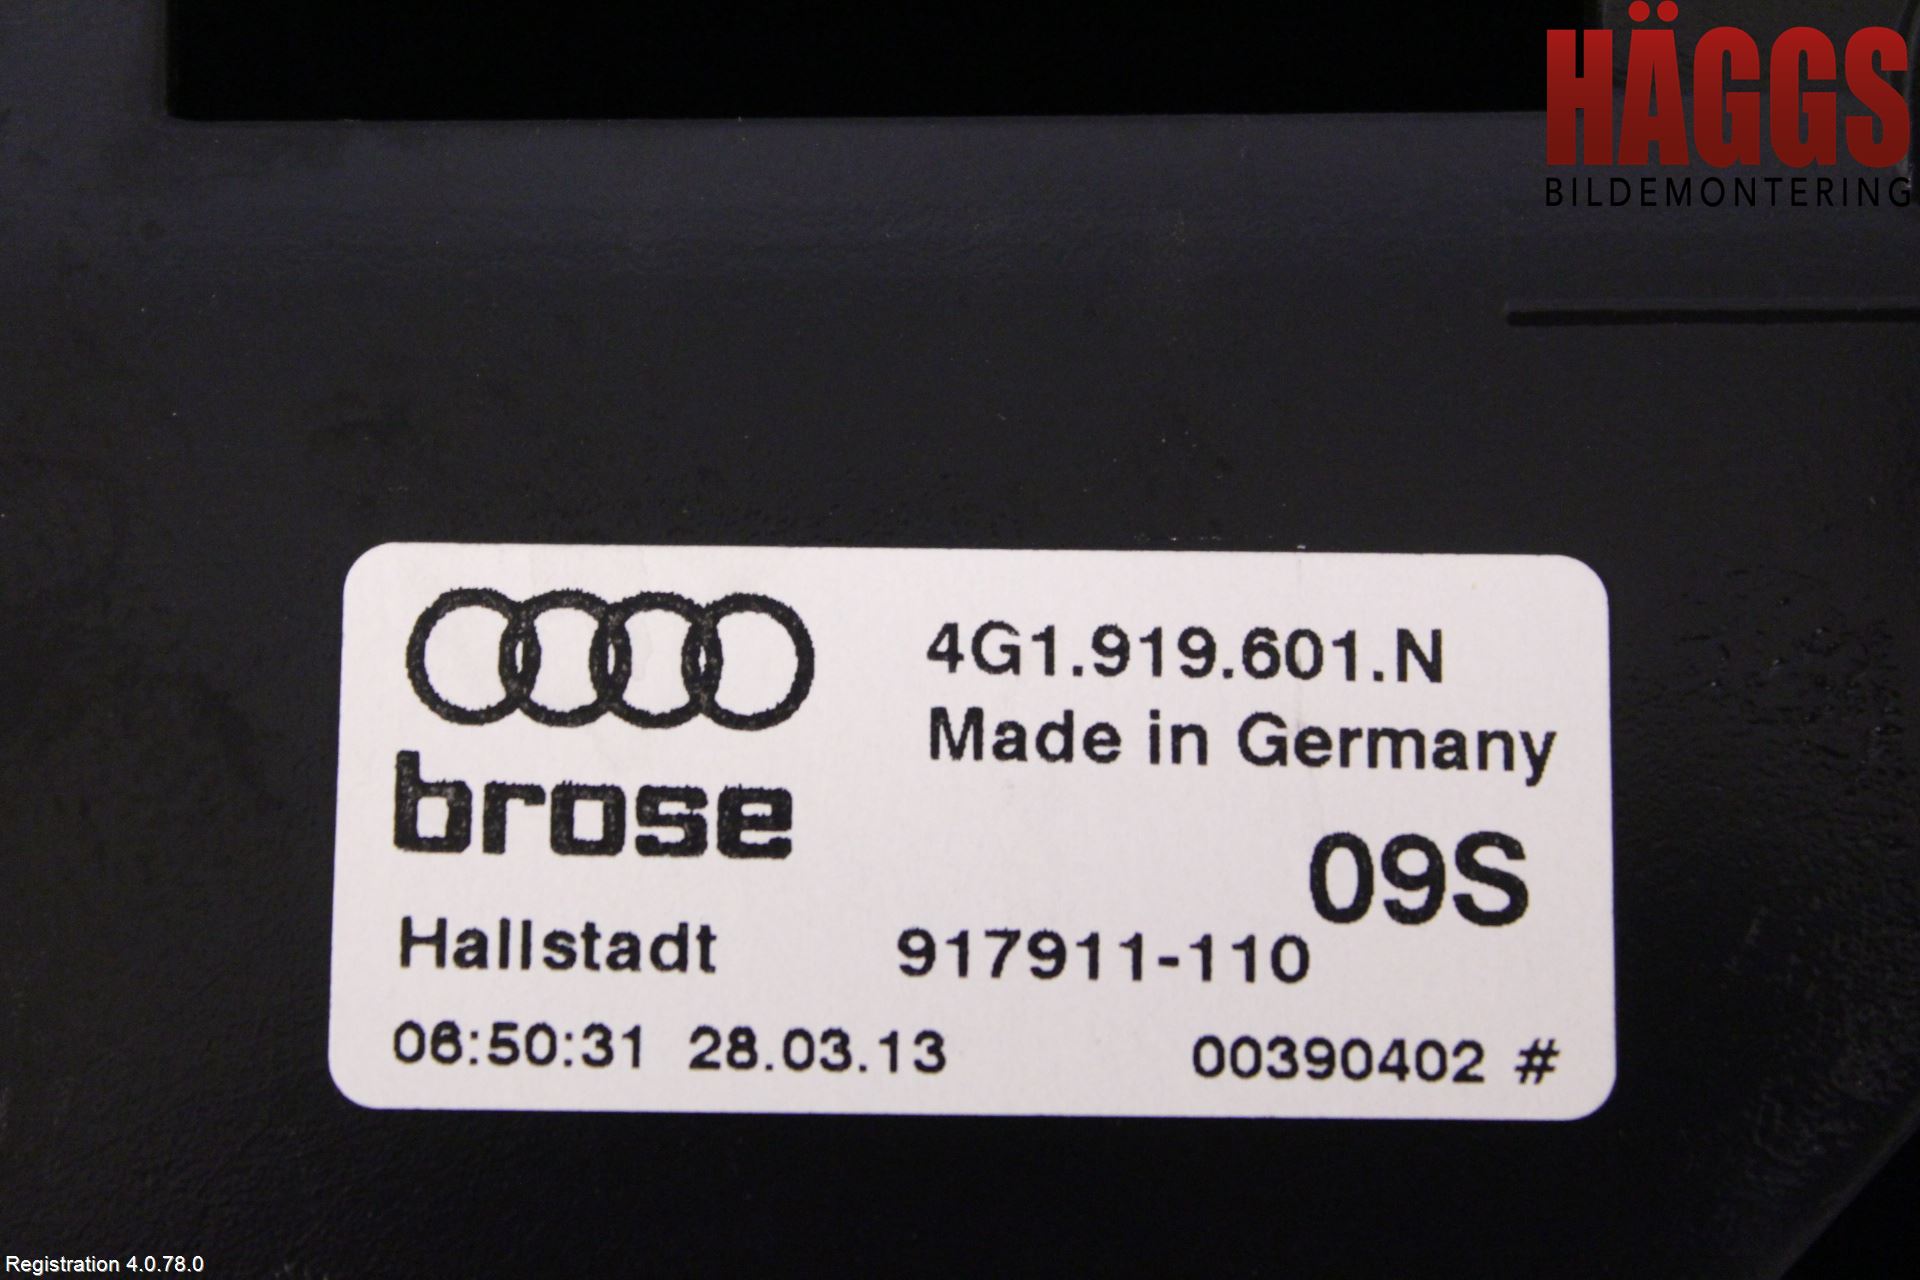 HÄGGS
BILDEMONTERING
4G1.919.601.N
Made in Germany
brose
09S
Hallstadt 917911-110
06:50:31 28.03.13 00390402 #
Registration 4.0.78.0